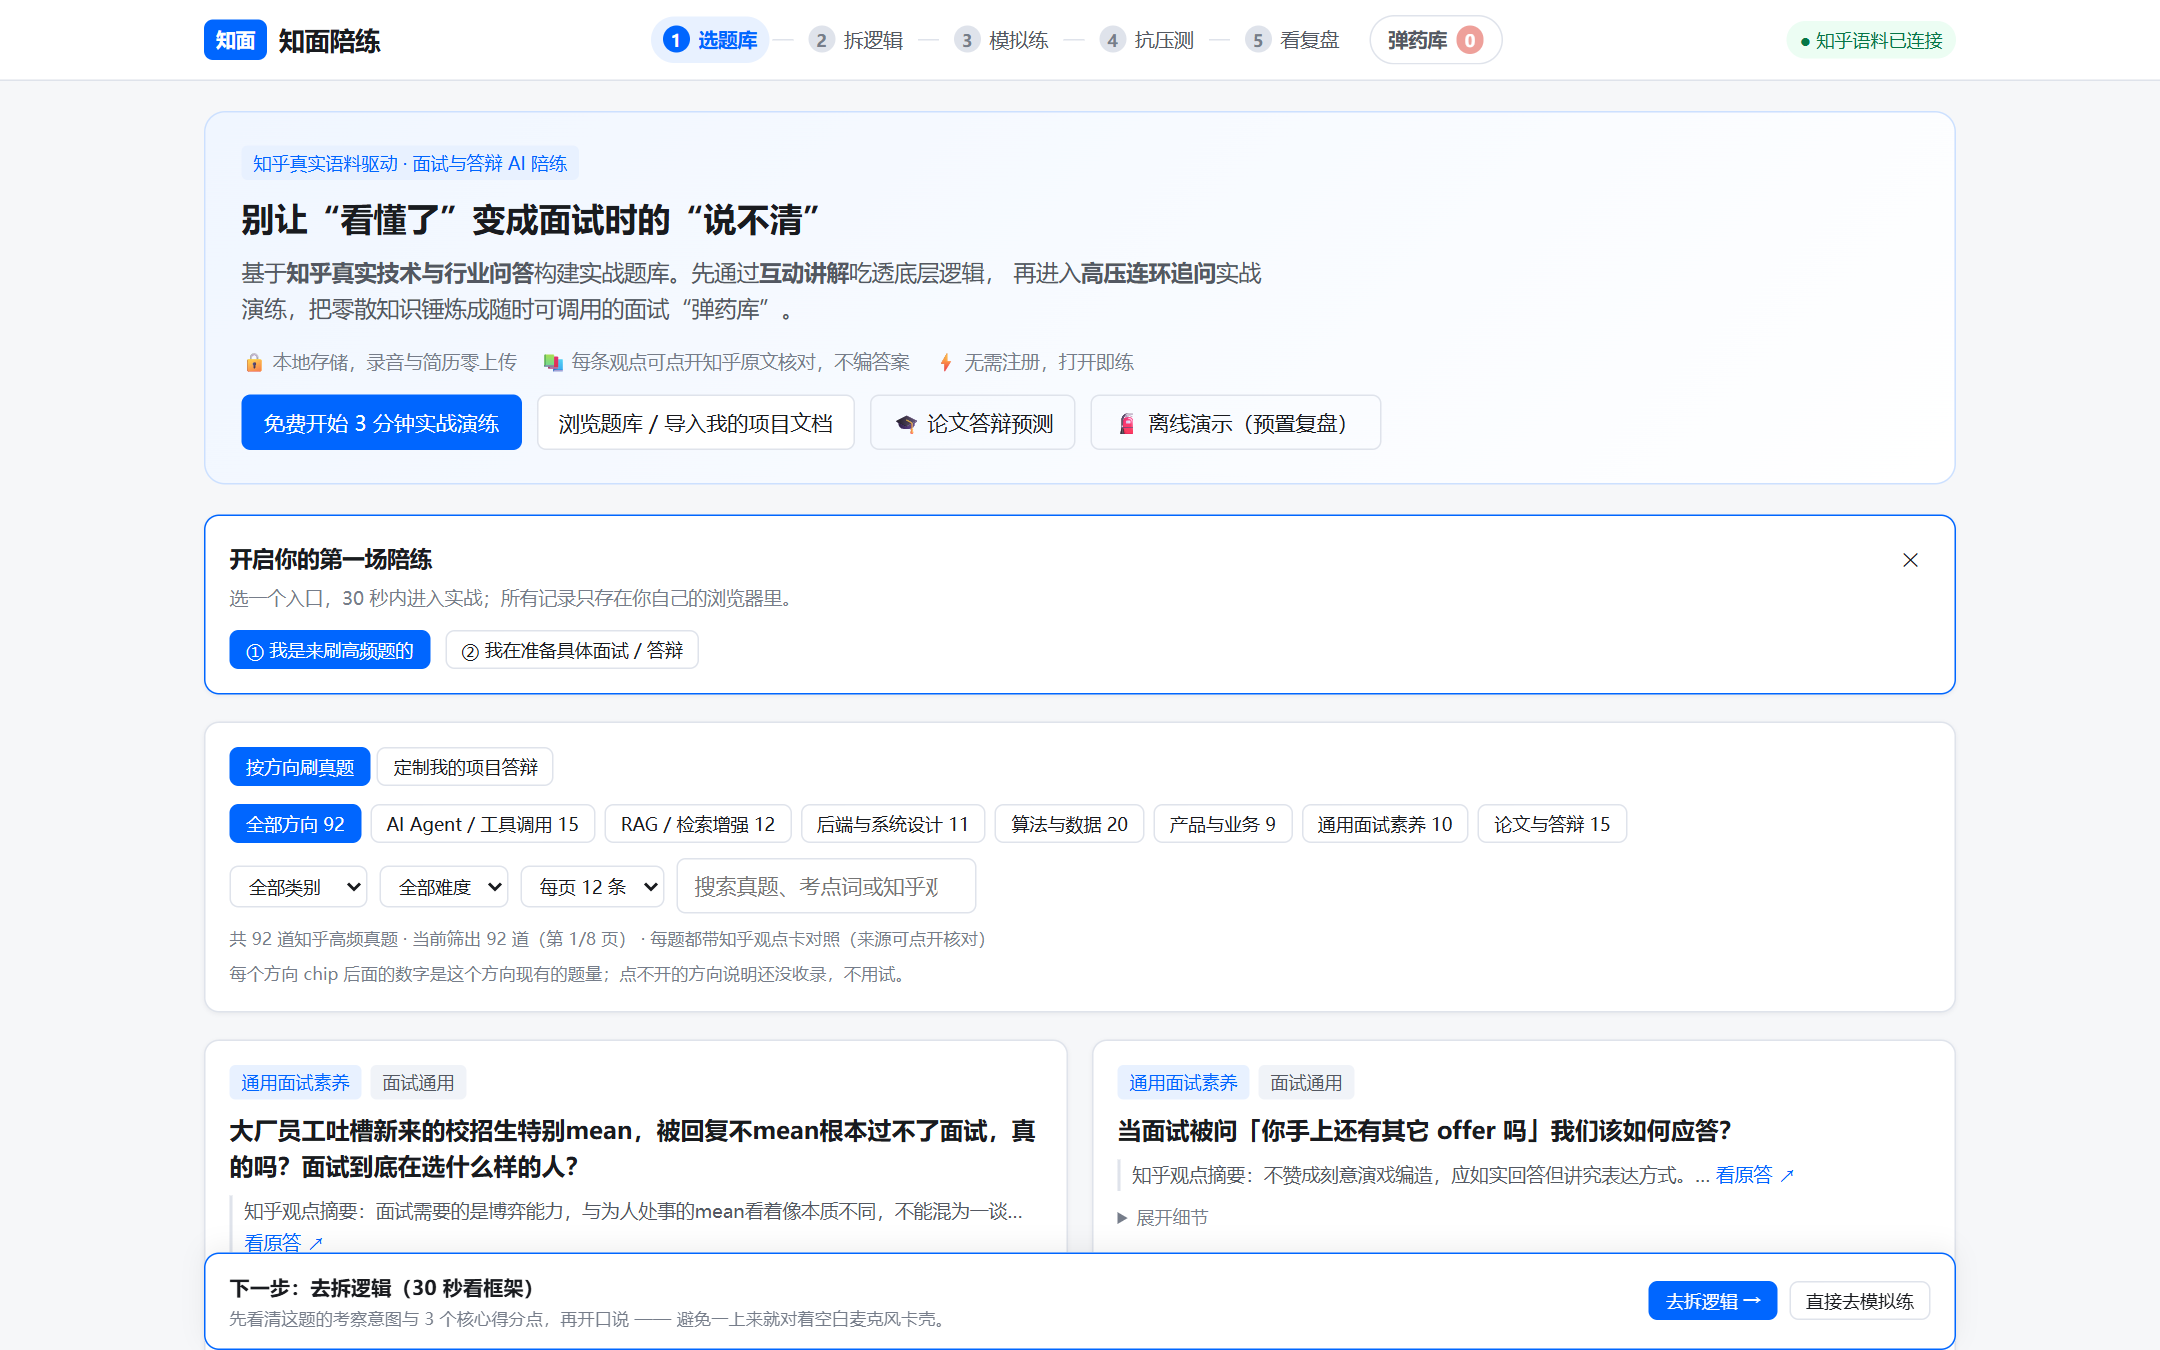 知面 知面陪练
1 选题库 — 2 拆逻辑 — 3 模拟练 — 4 抗压测 — 5 看复盘 弹药库 0
● 知乎语料已连接
知乎真实语料驱动 · 面试与答辩 AI 陪练
别让“看懂了”变成面试时的“说不清”
基于知乎真实技术与行业问答构建实战题库。先通过互动讲解吃透底层逻辑， 再进入高压连环追问实战
演练，把零散知识锤炼成随时可调用的面试“弹药库”。
🔒 本地存储，录音与简历零上传 📚 每条观点可点开知乎原文核对，不编答案 ⚡ 无需注册，打开即练
免费开始 3 分钟实战演练 浏览题库 / 导入我的项目文档 🎓 论文答辩预测 离线演示（预置复盘）
开启你的第一场陪练 ×
选一个入口，30 秒内进入实战；所有记录只存在你自己的浏览器里。
① 我是来刷高频题的 ② 我在准备具体面试 / 答辩
按方向刷真题 定制我的项目答辩
全部方向 92 AI Agent / 工具调用 15 RAG / 检索增强 12 后端与系统设计 11 算法与数据 20 产品与业务 9 通用面试素养 10 论文与答辩 15
全部类别 全部难度 每页 12 条 搜索真题、考点词或知乎观
共 92 道知乎高频真题 · 当前筛出 92 道（第 1/8 页） · 每题都带知乎观点卡对照（来源可点开核对）
每个方向 chip 后面的数字是这个方向现有的题量；点不开的方向说明还没收录，不用试。
通用面试素养 面试通用
大厂员工吐槽新来的校招生特别mean，被回复不mean根本过不了面试，真
的吗？面试到底在选什么样的人？
知乎观点摘要：面试需要的是博弈能力，与为人处事的mean看着像本质不同，不能混为一谈…
看原答 ↗
通用面试素养 面试通用
当面试被问「你手上还有其它 offer 吗」我们该如何应答？
知乎观点摘要：不赞成刻意演戏编造，应如实回答但讲究表达方式。… 看原答 ↗
▶ 展开细节
下一步：去拆逻辑（30 秒看框架）
先看清这题的考察意图与 3 个核心得分点，再开口说 —— 避免一上来就对着空白麦克风卡壳。
去拆逻辑 → 直接去模拟练